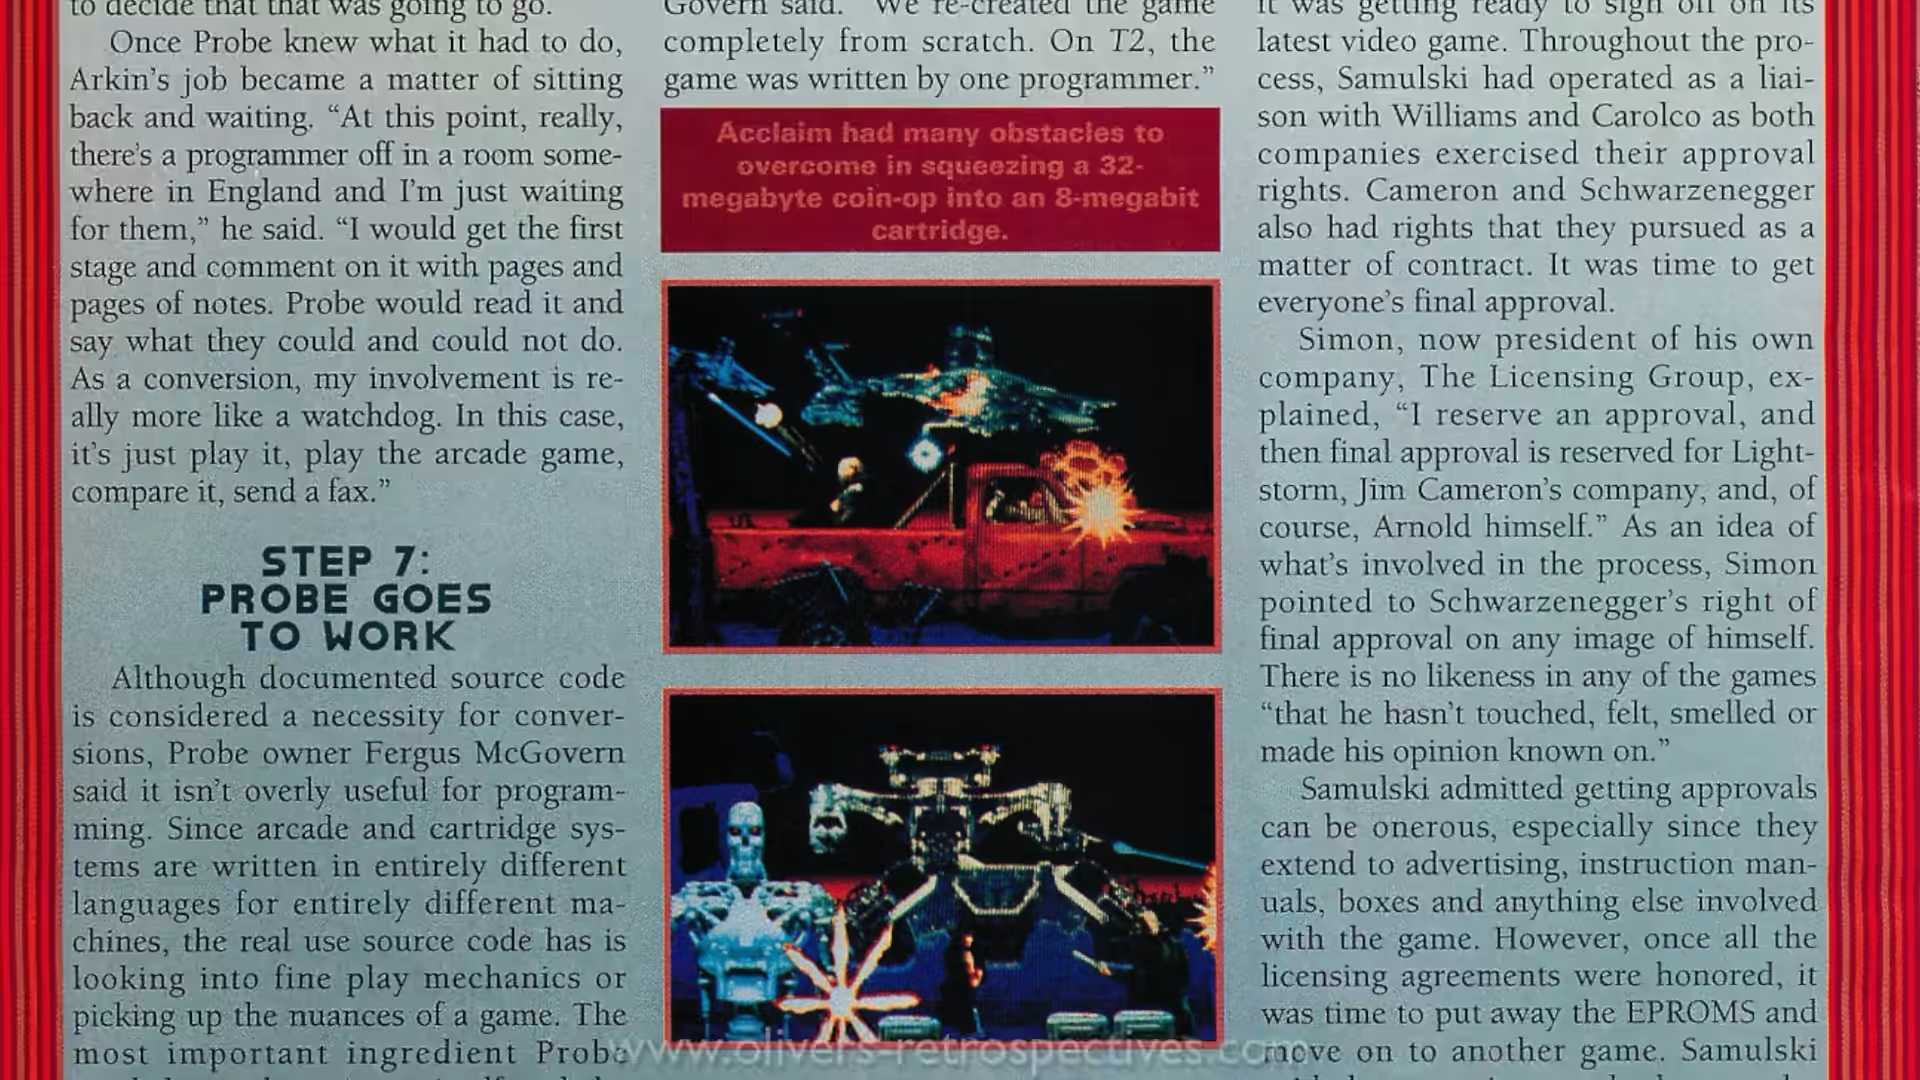 to decide that that was going to go.
Once Probe knew what it had to do,
Arkin's job became a matter of sitting
back and waiting. “At this point, really,
there's a programmer off in a room some-
where in England and I'm just waiting
for them,” he said. “I would get the first
stage and comment on it with pages and
pages of notes. Probe would read it and
say what they could and could not do.
As a conversion, my involvement is re-
ally more like a watchdog. In this case,
it's just play it, play the arcade game,
compare it, send a fax.”
STEP 7:
PROBE GOES
TO WORK
Although documented source code
is considered a necessity for conver-
sions, Probe owner Fergus McGovern
said it isn't overly useful for program-
ming. Since arcade and cartridge sys-
tems are written in entirely different
languages for entirely different ma-
chines, the real use source code has is
looking into fine play mechanics or
picking up the nuances of a game. The
most important ingredient Probe
Govern said. “We re-created the game
completely from scratch. On T2, the
game was written by one programmer.”
Acclaim had many obstacles to
overcome in squeezing a 32-
megabyte coin-op into an 8-megabit
cartridge.
it was getting ready to sign off on its
latest video game. Throughout the pro-
cess, Samulski had operated as a liai-
son with Williams and Carolco as both
companies exercised their approval
rights. Cameron and Schwarzenegger
also had rights that they pursued as a
matter of contract. It was time to get
everyone's final approval.
Simon, now president of his own
company, The Licensing Group, ex-
plained, “I reserve an approval, and
then final approval is reserved for Light-
storm, Jim Cameron's company, and, of
course, Arnold himself.” As an idea of
what's involved in the process, Simon
pointed to Schwarzenegger's right of
final approval on any image of himself.
There is no likeness in any of the games
“that he hasn't touched, felt, smelled or
made his opinion known on.”
Samulski admitted getting approvals
can be onerous, especially since they
extend to advertising, instruction man-
uals, boxes and anything else involved
with the game. However, once all the
licensing agreements were honored, it
was time to put away the EPROMS and
move on to another game. Samulski
www.olivers-retrospectives.com